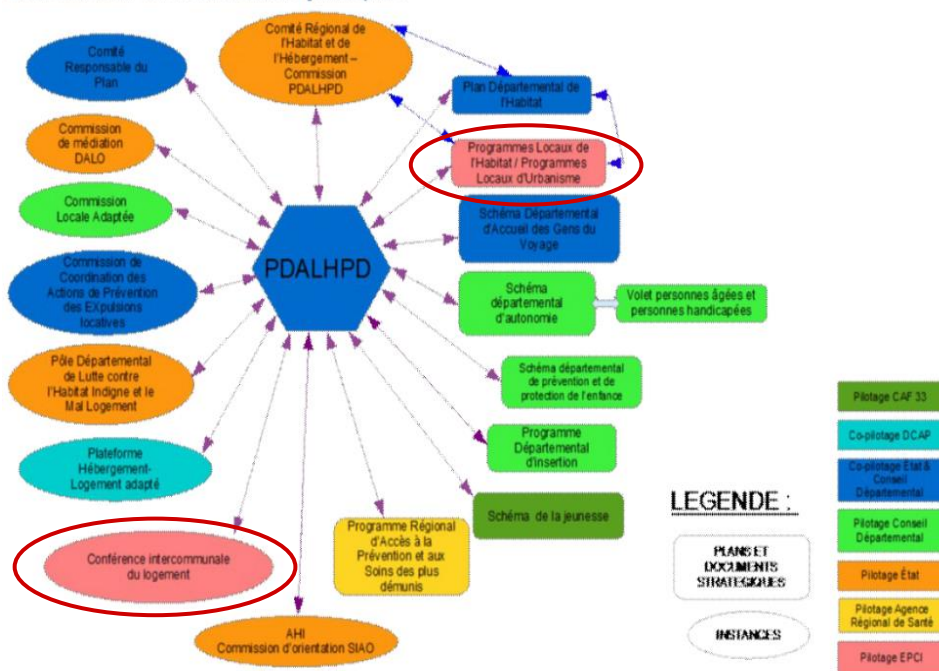 Comité Régional de
l'Habitat et de
l'Hébergement –
Commission
PDALHPD
Comité
Responsable du
Plan
Plan Départemental de
l'Habitat
Commission
de médiation
DALO
Programmes Locaux de
l'Habitat / Programmes
Locaux d'Urbanisme
Commission
Locale Adaptée
Schéma Départemental
d'Accueil des Gens du
Voyage
PDALHPD
Commission de
Coordination des
Actions de Prévention
des EXpulsions
locatives
Schéma
départemental
d'autonomie
Volet personnes âgées et
personnes handicapées
Pôle Départemental
de Lutte contre
l'Habitat Indigne et le
Mal Logement
Schéma départemental
de prévention et de
protection de l'enfance
Programme
Départemental
d'insertion
Plateforme
Hébergement-
Logement adapté
Schéma de la jeunesse
Programme Régional
d'Accès à la
Prévention et aux
Soins des plus
démunis
Conférence intercommunale
du logement
AHI
Commission d'orientation SIAO
LEGENDE :
PLANS ET
DOCUMENTS
STRATEGIQUES
INSTANCES
Pilotage CAF 33
Co-pilotage DCAP
Co-pilotage État &
Conseil
Départemental
Pilotage Conseil
Départemental
Pilotage État
Pilotage Agence
Régional de Santé
Pilotage EPCI